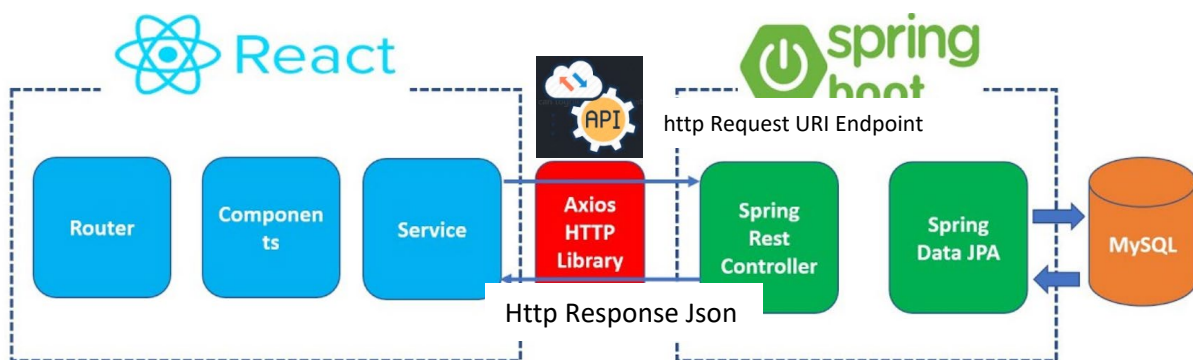 React
spring
boot
API
http Request URI Endpoint
Router
Componen
ts
Service
Axios
HTTP
Library
Spring
Rest
Controller
Spring
Data JPA
MySQL
Http Response Json